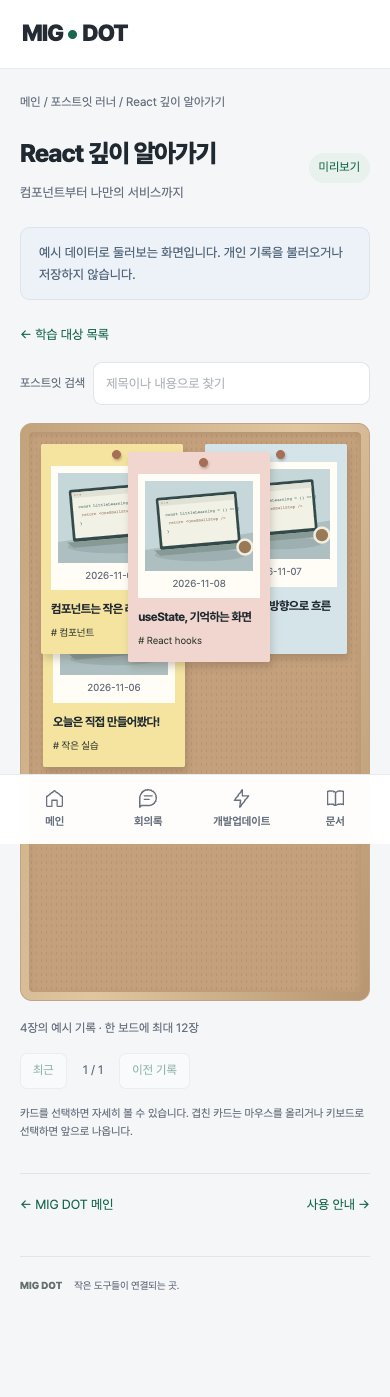 MIG DOT
메인 / 포스트잇 러너 / React 깊이 알아가기
React 깊이 알아가기
미리보기
컴포넌트부터 나만의 서비스까지
예시 데이터로 둘러보는 화면입니다. 개인 기록을 불러오거나
저장하지 않습니다.
← 학습 대상 목록
포스트잇 검색
제목이나 내용으로 찾기
2026-11-08
useState, 기억하는 화면
# React hooks
컴포넌트는 작은
# 컴포넌트
-07
방향으로 흐른
2026-11-06
오늘은 직접 만들어봤다!
# 작은 실습
메인
회의록
개발업데이트
문서
4장의 예시 기록 · 한 보드에 최대 12장
최근
1 / 1
이전 기록
카드를 선택하면 자세히 볼 수 있습니다. 겹친 카드는 마우스를 올리거나 키보드로
선택하면 앞으로 나옵니다.
← MIG DOT 메인
사용 안내 →
MIG DOT
작은 도구들이 연결되는 곳.